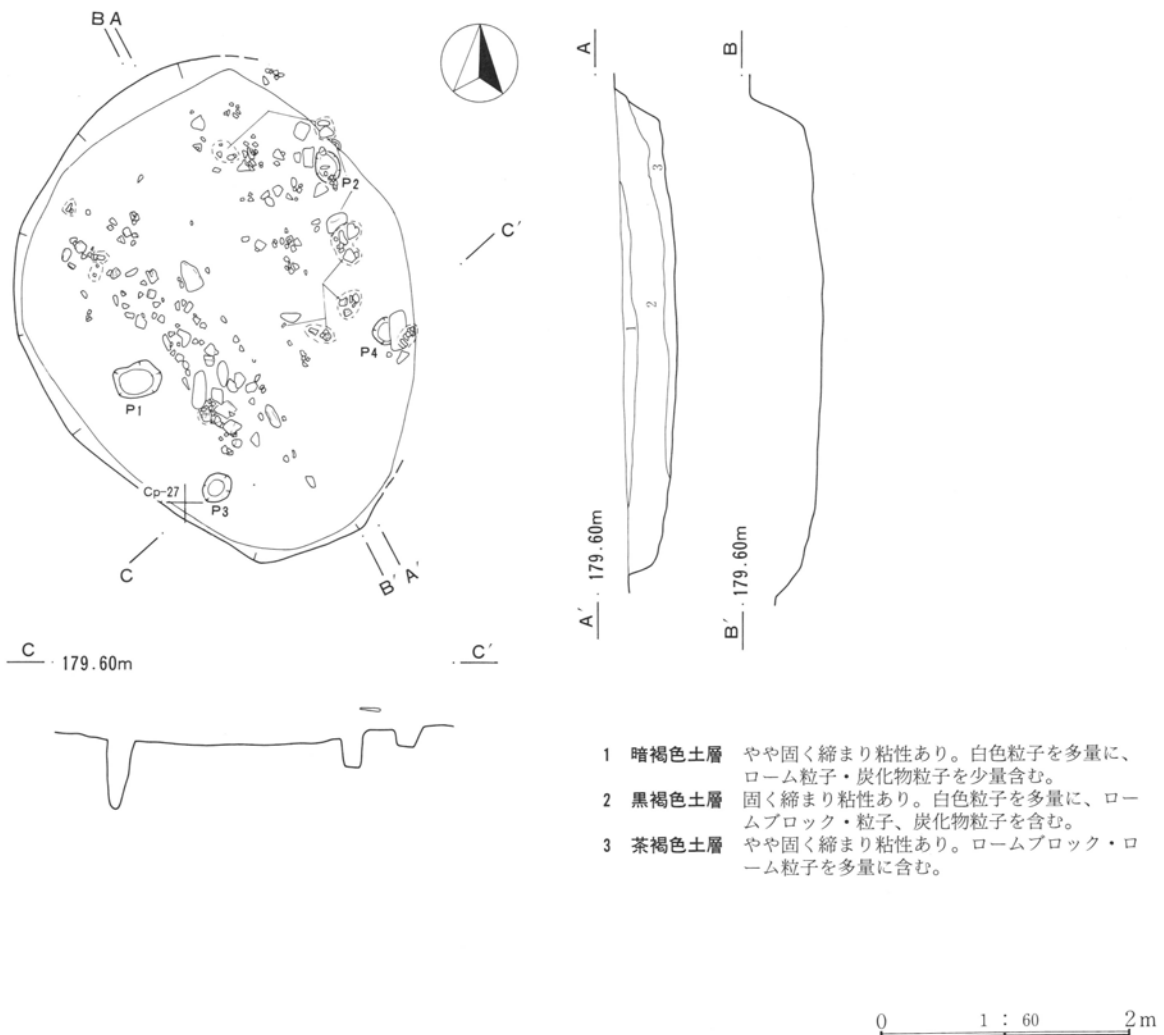 B A
P2
C′
P4
P1
Cp-27
P3
C
B′ A′
A
3
2
1
A′ 179.60m
B
B′ 179.60m
C 179.60m C′
1 暗褐色土層 やや固く締まり粘性あり。白色粒子を多量に、
ローム粒子・炭化物粒子を少量含む。
2 黒褐色土層 固く締まり粘性あり。白色粒子を多量に、ロー
ムブロック・粒子、炭化物粒子を含む。
3 茶褐色土層 やや固く締まり粘性あり。ロームブロック・ロ
ーム粒子を多量に含む。
0 1 : 60 2m